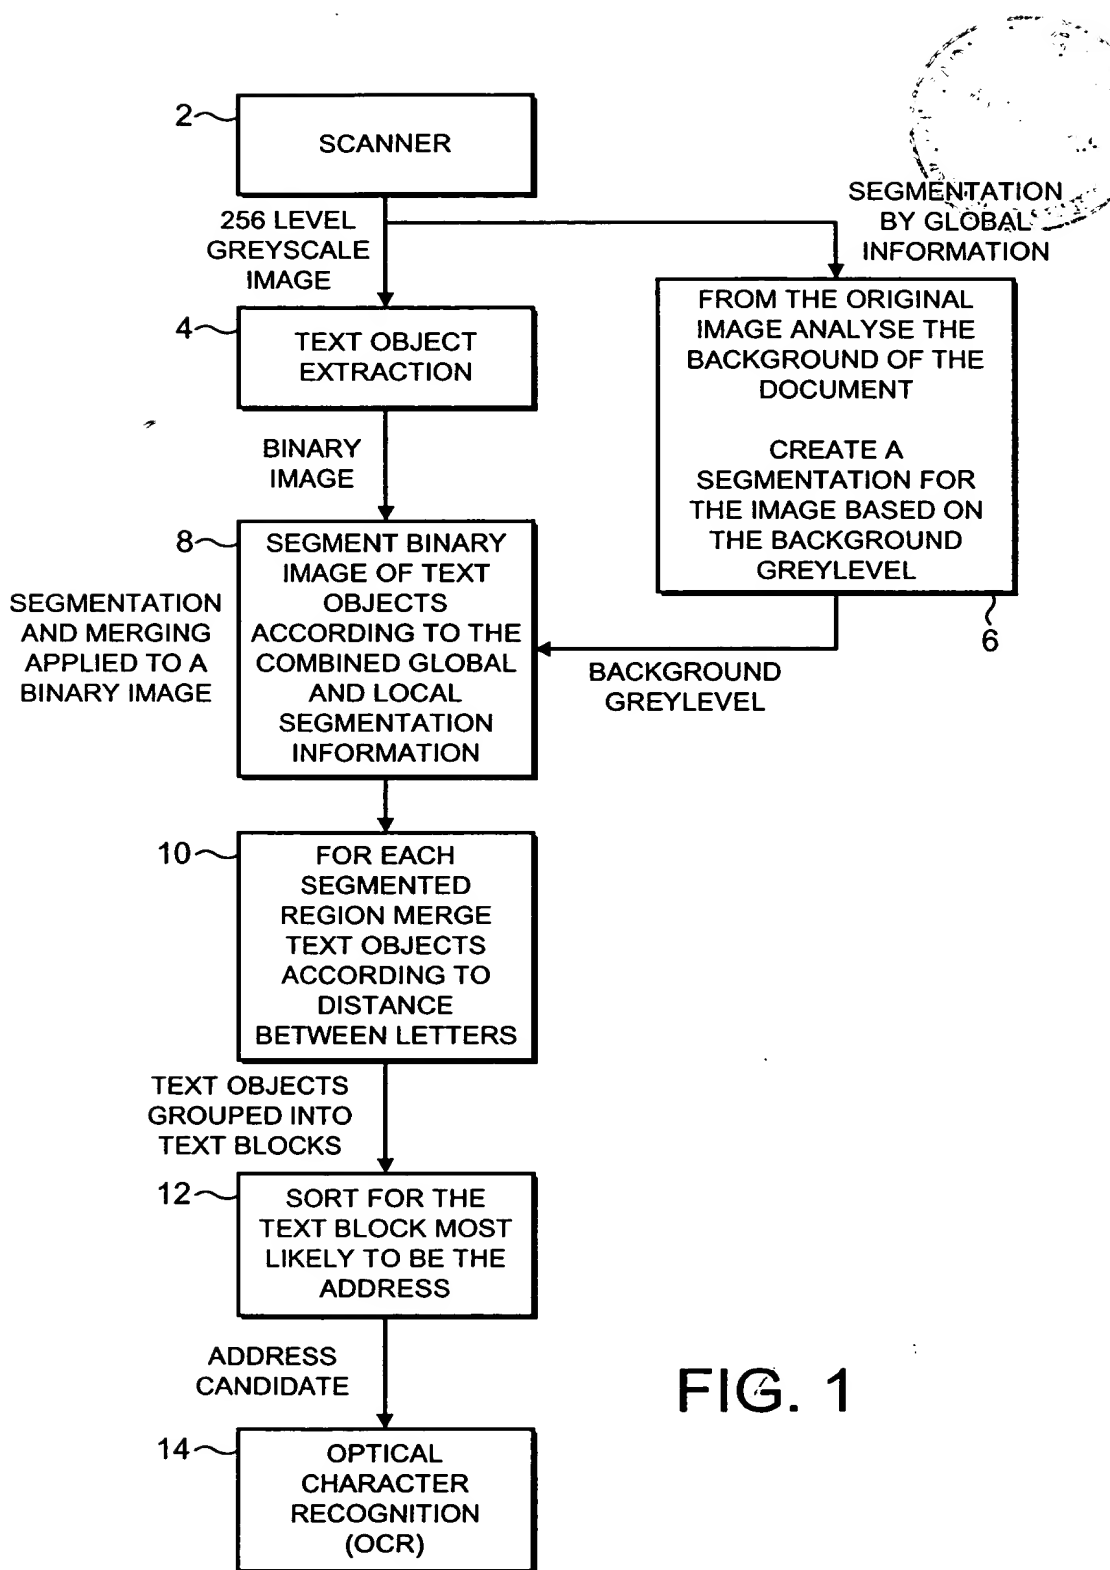 2
SCANNER
256 LEVEL
GREYSCALE
IMAGE
SEGMENTATION
BY GLOBAL
INFORMATION
4
TEXT OBJECT
EXTRACTION
FROM THE ORIGINAL
IMAGE ANALYSE THE
BACKGROUND OF THE
DOCUMENT
CREATE A
SEGMENTATION FOR
THE IMAGE BASED ON
THE BACKGROUND
GREYLEVEL
6
BINARY
IMAGE
8
SEGMENT BINARY
IMAGE OF TEXT
OBJECTS
ACCORDING TO THE
COMBINED GLOBAL
AND LOCAL
SEGMENTATION
INFORMATION
SEGMENTATION
AND MERGING
APPLIED TO A
BINARY IMAGE
BACKGROUND
GREYLEVEL
10
FOR EACH
SEGMENTED
REGION MERGE
TEXT OBJECTS
ACCORDING TO
DISTANCE
BETWEEN LETTERS
TEXT OBJECTS
GROUPED INTO
TEXT BLOCKS
12
SORT FOR THE
TEXT BLOCK MOST
LIKELY TO BE THE
ADDRESS
ADDRESS
CANDIDATE
14
OPTICAL
CHARACTER
RECOGNITION
(OCR)
FIG. 1